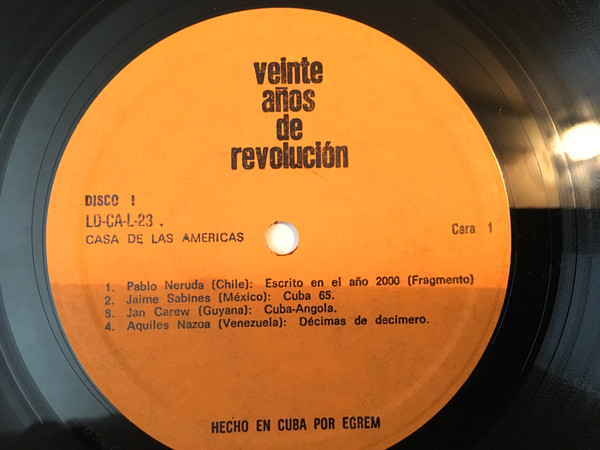 veinte
años
de
revolución
DISCO I
LD-CA-L-23 .
CASA DE LAS AMERICAS
Cara 1
1. Pablo Neruda (Chile): Escrito en el año 2000 (Fragmento)
2. Jaime Sabines (México): Cuba 65.
3. Jan Carew (Guyana): Cuba-Angola.
4. Aquiles Nazoa (Venezuela): Décimas de decimero.
HECHO EN CUBA POR EGREM